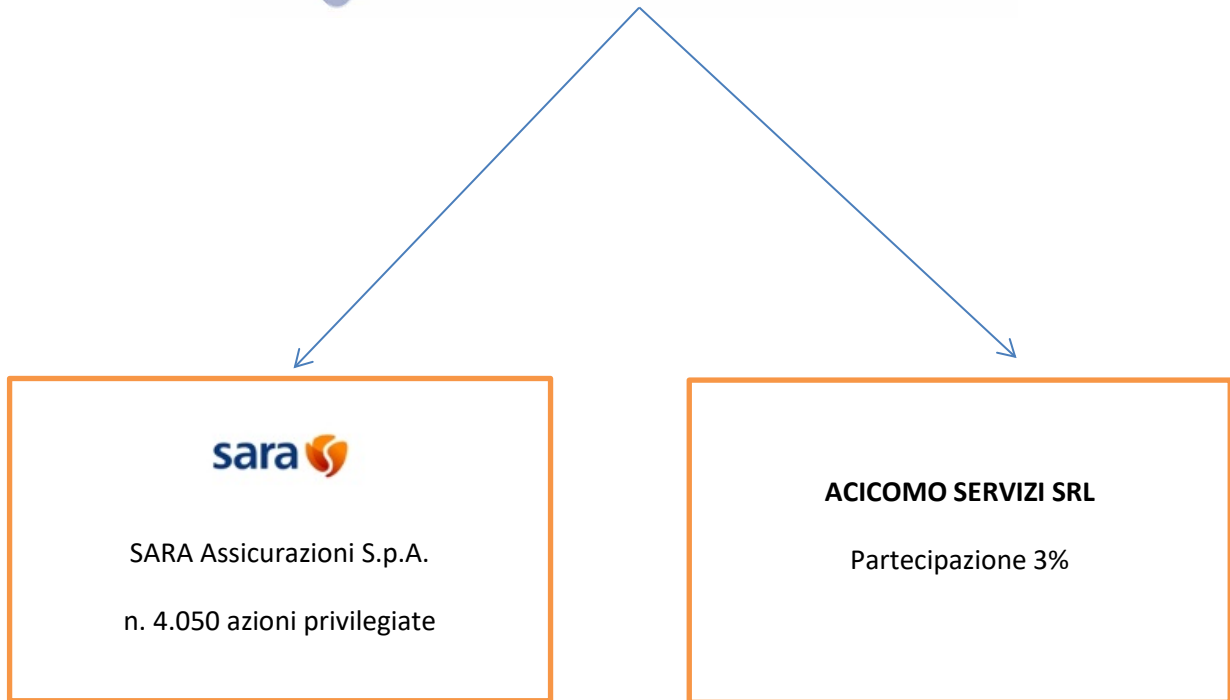 sara
SARA Assicurazioni S.p.A.
n. 4.050 azioni privilegiate
ACICOMO SERVIZI SRL
Partecipazione 3%